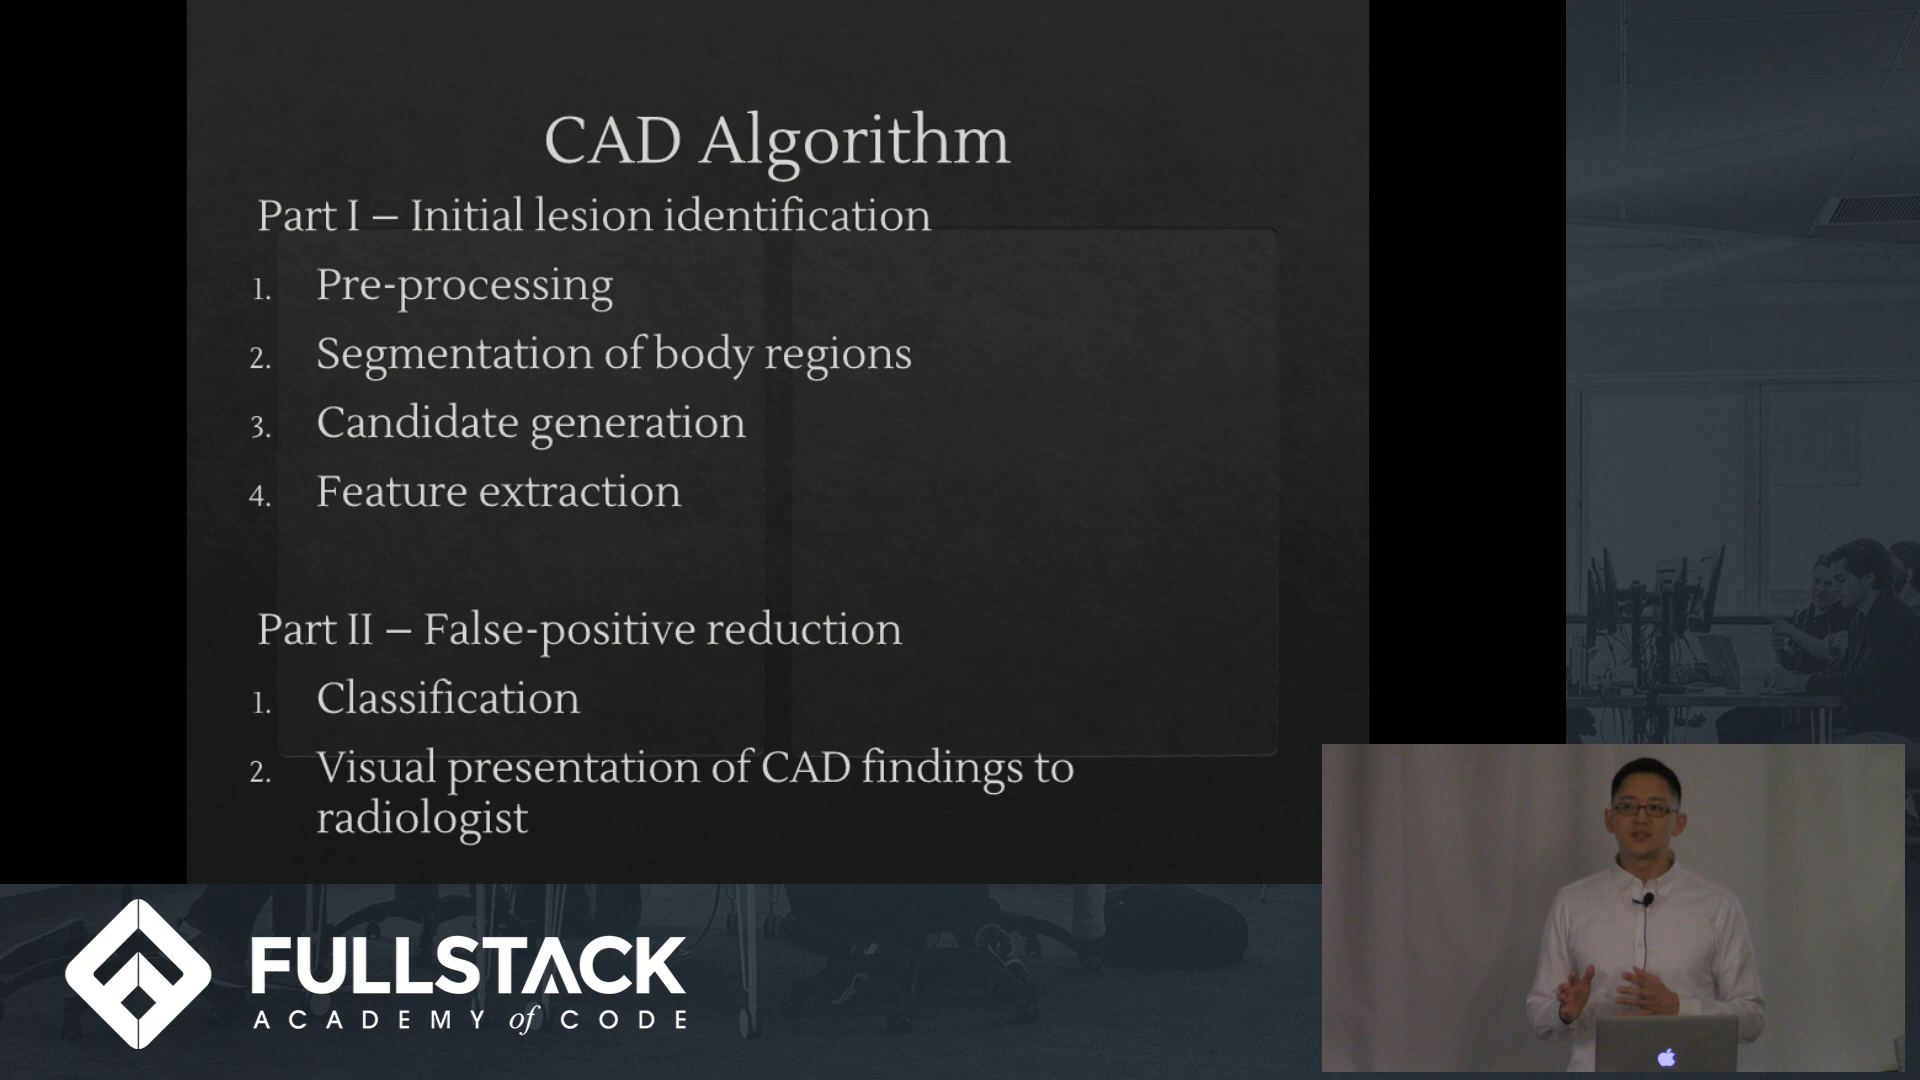 CAD Algorithm
Part I – Initial lesion identification
1. Pre-processing
2. Segmentation of body regions
3. Candidate generation
4. Feature extraction
Part II – False-positive reduction
1. Classification
2. Visual presentation of CAD findings to
radiologist
FULLSTACK
ACADEMY of CODE